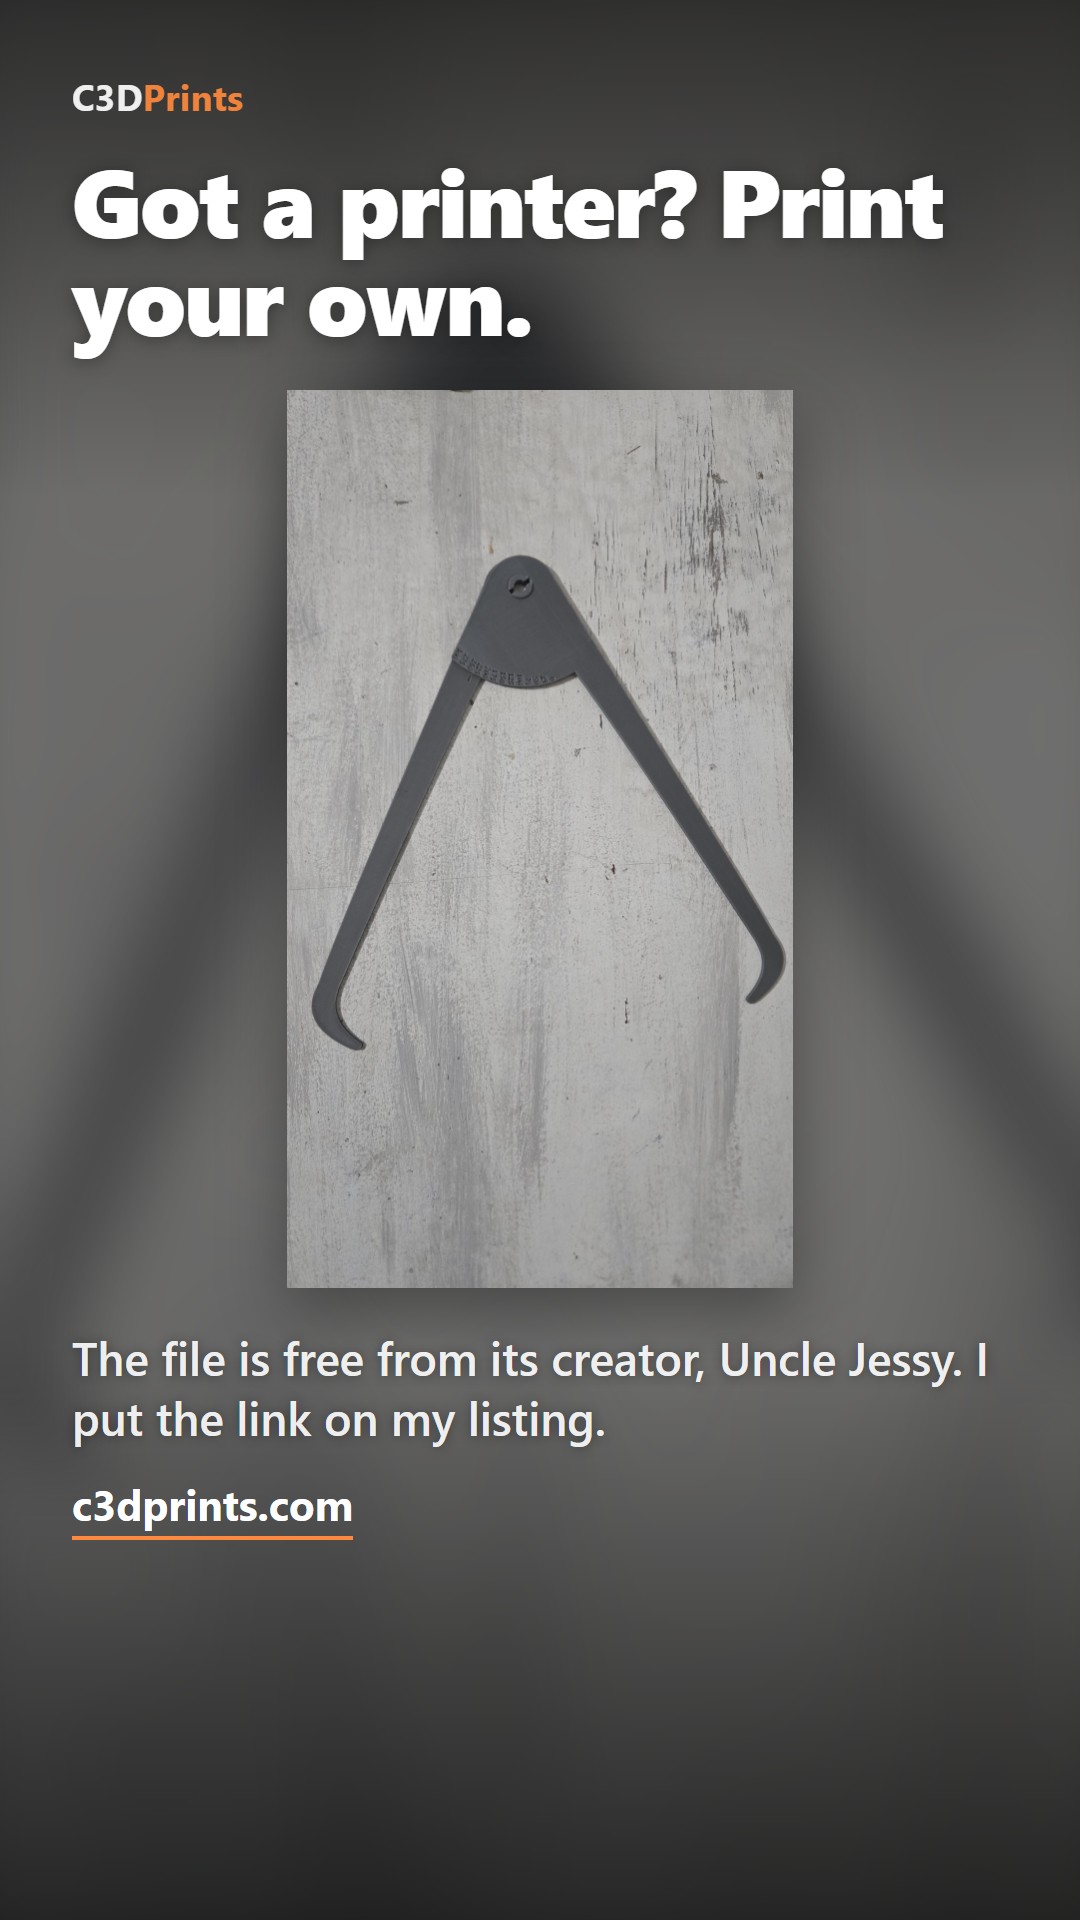 C3DPrints
Got a printer? Print
your own.
The file is free from its creator, Uncle Jessy. I
put the link on my listing.
c3dprints.com